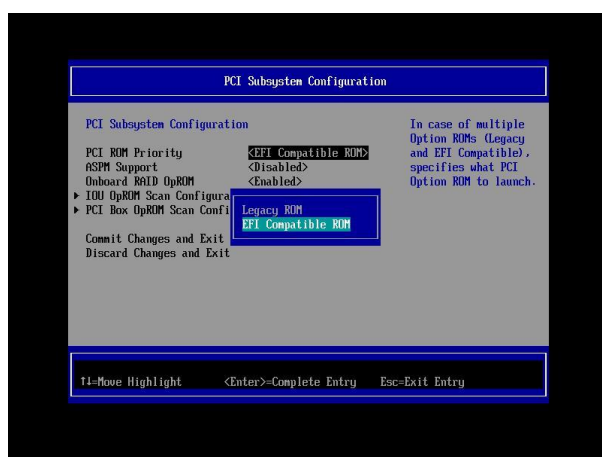 PCI Subsystem Configuration
PCI Subsystem Configuration
PCI ROM Priority <EFI Compatible ROM>
ASPM Support <Disabled>
Onboard RAID OpROM <Enabled>
IOU OpROM Scan Configura
PCI Box OpROM Scan Confi
Legacy ROM
EFI Compatible ROM
Commit Changes and Exit
Discard Changes and Exit
In case of multiple
Option ROMs (Legacy
and EFI Compatible),
specifies what PCI
Option ROM to launch.
↑↓=Move Highlight <Enter>=Complete Entry Esc=Exit Entry